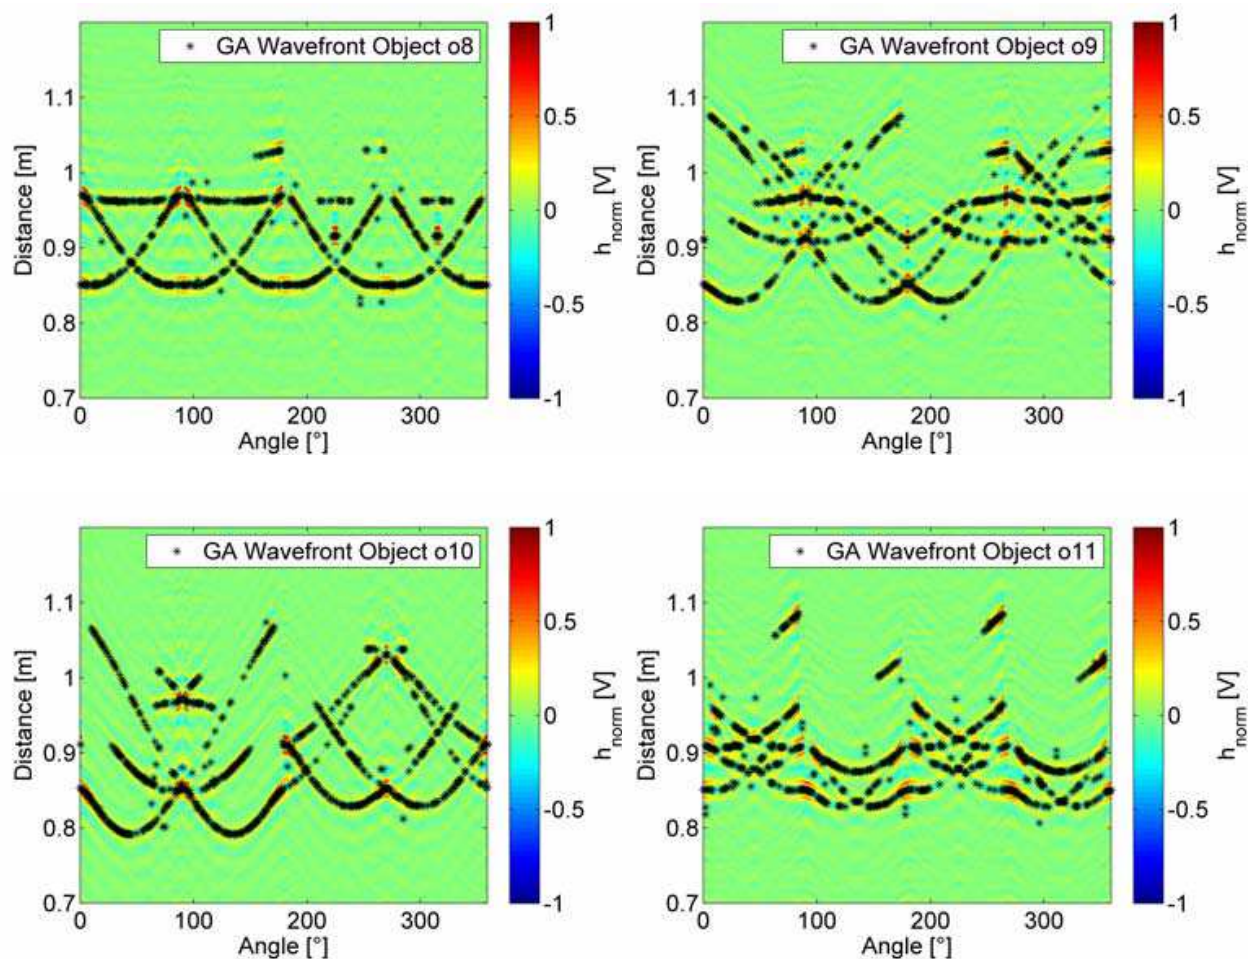 * GA Wavefront Object o8
1.1
1
0.9
0.8
0.7
0 100 200 300
Distance [m]
Angle [°]
1
0.5
0
-0.5
-1
h_norm [V]
* GA Wavefront Object o9
1.1
1
0.9
0.8
0.7
0 100 200 300
Distance [m]
Angle [°]
1
0.5
0
-0.5
-1
h_norm [V]
* GA Wavefront Object o10
1.1
1
0.9
0.8
0.7
0 100 200 300
Distance [m]
Angle [°]
1
0.5
0
-0.5
-1
h_norm [V]
* GA Wavefront Object o11
1.1
1
0.9
0.8
0.7
0 100 200 300
Distance [m]
Angle [°]
1
0.5
0
-0.5
-1
h_norm [V]